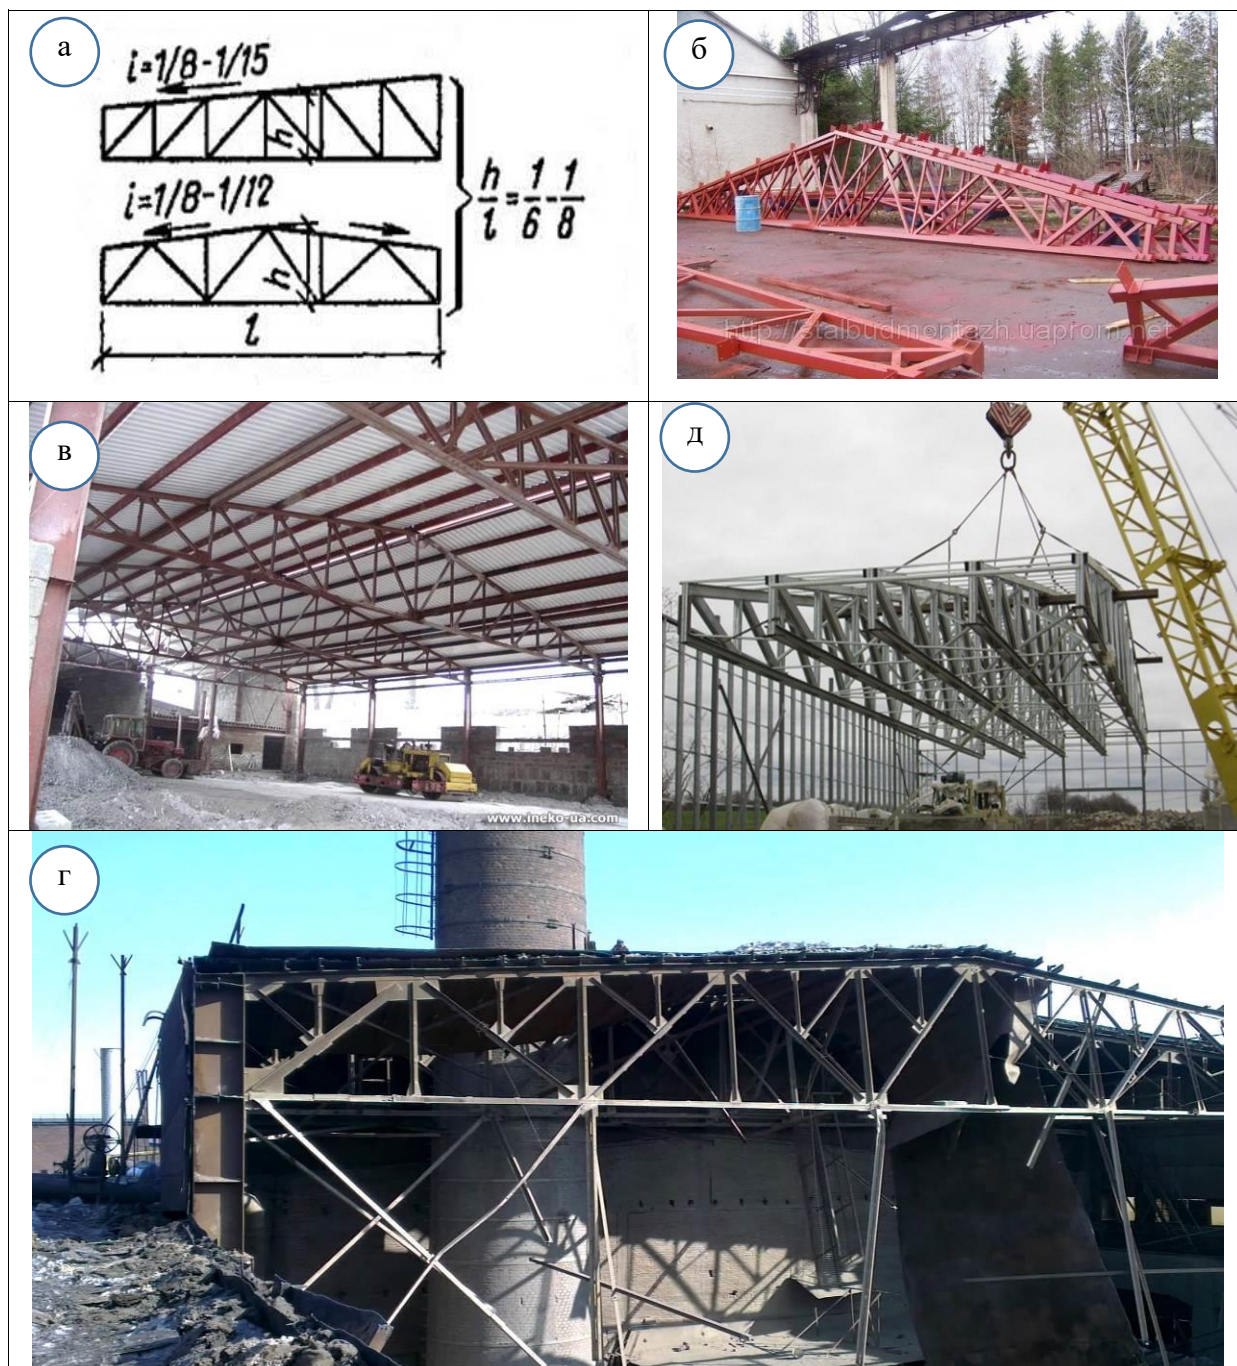 а
i=1/8-1/15
h
i=1/8-1/12
h
l
h/l = 1/6 - 1/8
б
http://stalbudmontazh.uaprom.net
в
www.ineko-ua.com
д
г